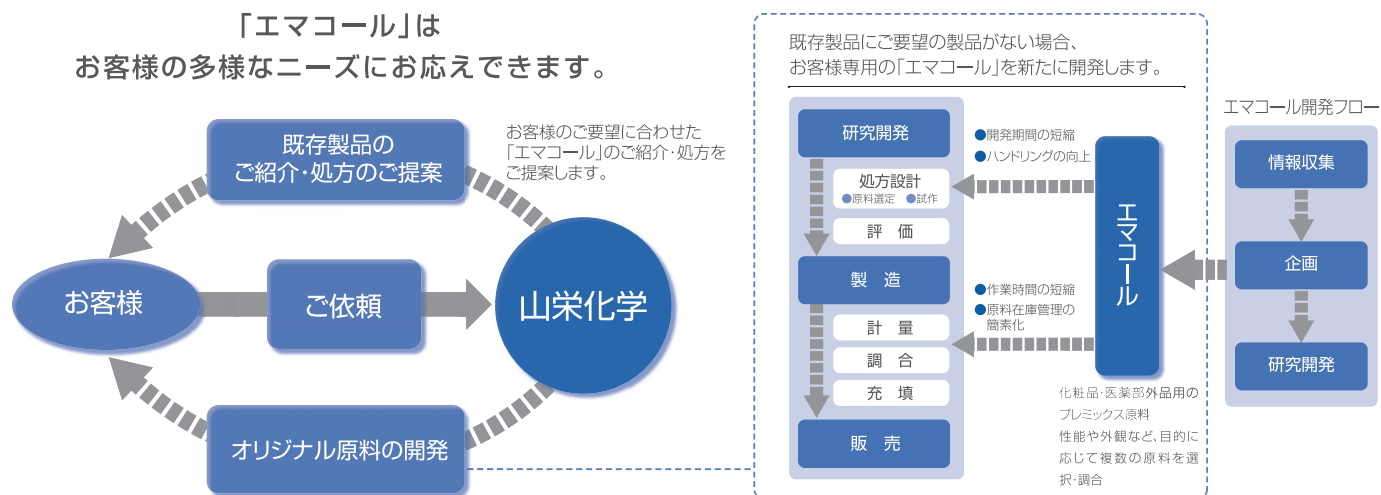 「エマコール」は
お客様の多様なニーズにお応えできます。
既存製品の
ご紹介・処方のご提案
お客様のご要望に合わせた
「エマコール」のご紹介・処方を
ご提案します。
お客様
ご依頼
山栄化学
オリジナル原料の開発
既存製品にご要望の製品がない場合、
お客様専用の「エマコール」を新たに開発します。
研究開発
処方設計
●原料選定 ●試作
評 価
製 造
計 量
調 合
充 填
販 売
●開発期間の短縮
●ハンドリングの向上
●作業時間の短縮
●原料在庫管理の
簡素化
エマコール
化粧品・医薬部外品用の
プレミックス原料
性能や外観など、目的に
応じて複数の原料を選
択・調合
エマコール開発フロー
情報収集
企画
研究開発